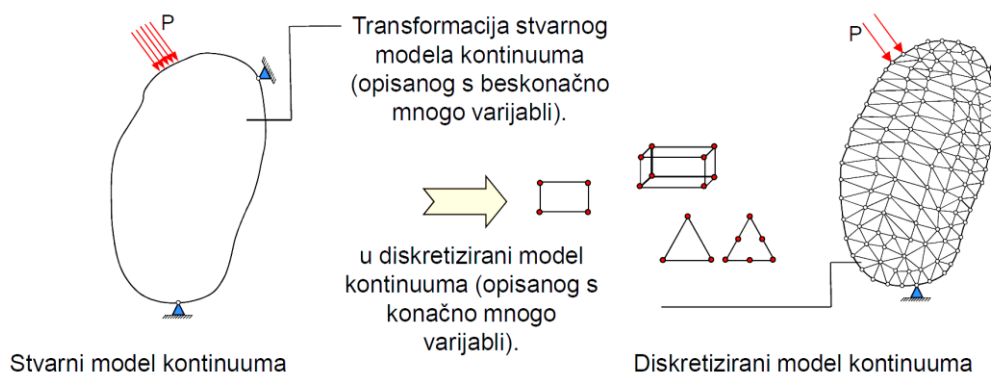 P
Transformacija stvarnog
modela kontinuuma
(opisanog s beskonačno
mnogo varijabli).
P
u diskretizirani model
kontinuuma (opisanog s
konačno mnogo
varijabli).
Stvarni model kontinuuma
Diskretizirani model kontinuuma